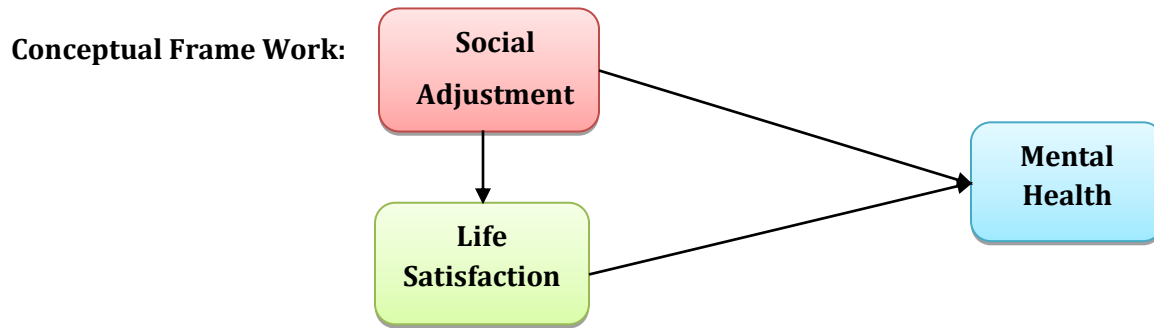 Conceptual Frame Work:
Social
Adjustment
Life
Satisfaction
Mental
Health